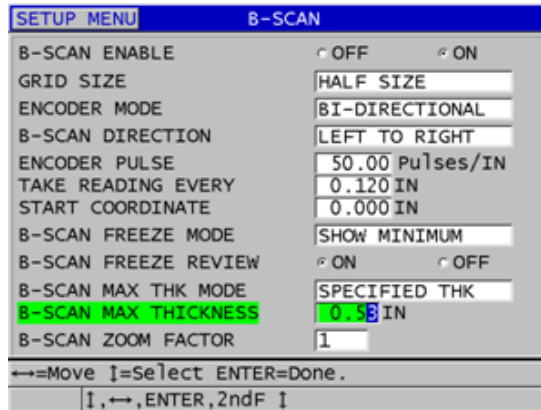 SETUP MENU B-SCAN
B-SCAN ENABLE OFF ON
GRID SIZE HALF SIZE
ENCODER MODE BI-DIRECTIONAL
B-SCAN DIRECTION LEFT TO RIGHT
ENCODER PULSE 50.00 Pulses/IN
TAKE READING EVERY 0.120 IN
START COORDINATE 0.000 IN
B-SCAN FREEZE MODE SHOW MINIMUM
B-SCAN FREEZE REVIEW ON OFF
B-SCAN MAX THK MODE SPECIFIED THK
B-SCAN MAX THICKNESS 0.53 IN
B-SCAN ZOOM FACTOR 1
↔=Move ↕=Select ENTER=Done.
↕,↔,ENTER,2ndF ↕